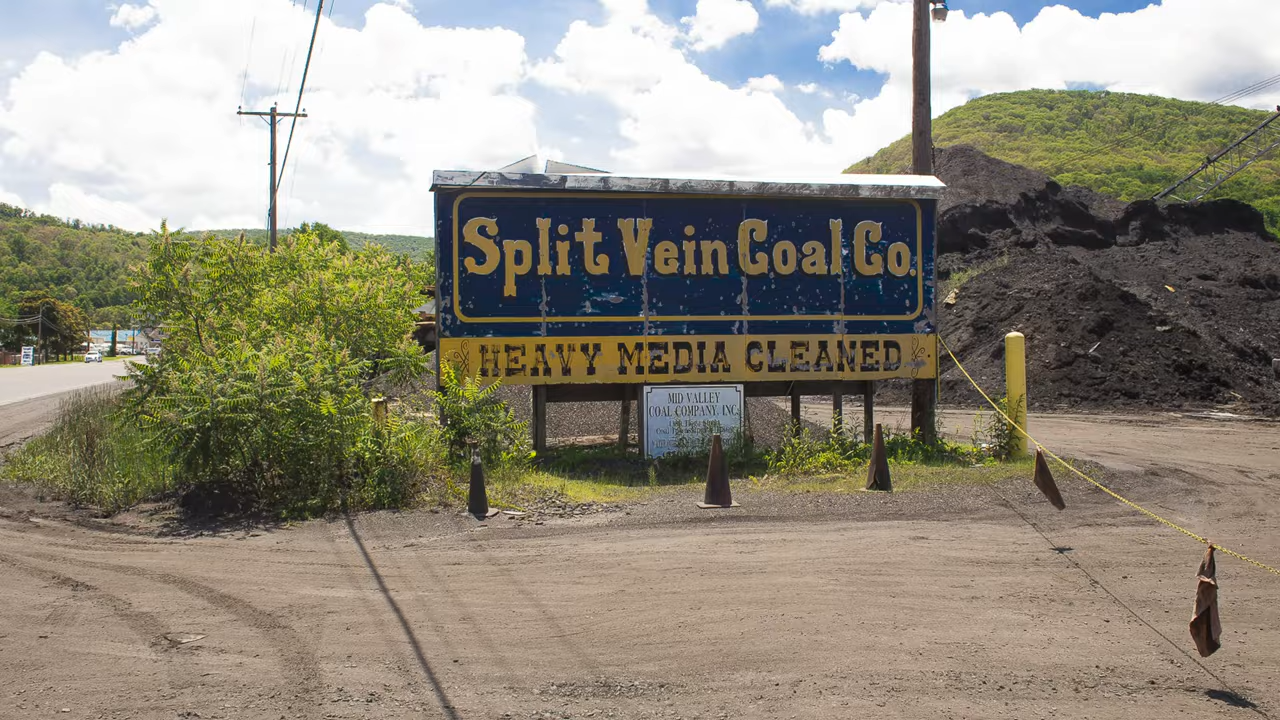 Split Vein Coal Co.
HEAVY MEDIA CLEANED
MID VALLEY
COAL COMPANY, INC.